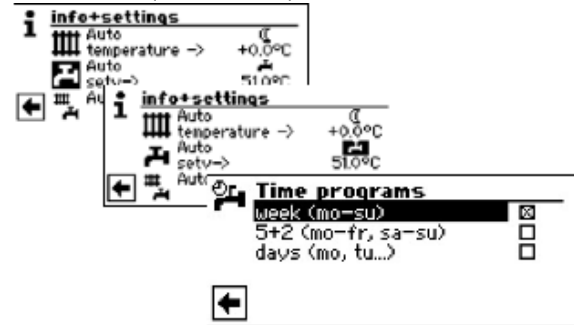 info+settings
Auto
temperature -> +0.0°C
Auto
setv-> 51.0°C
info+settings
Auto
temperature -> +0.0°C
Auto
setv-> 51.0°C
Auto
Time programs
week (mo-su)
5+2 (mo-fr, sa-su)
days (mo, tu...)